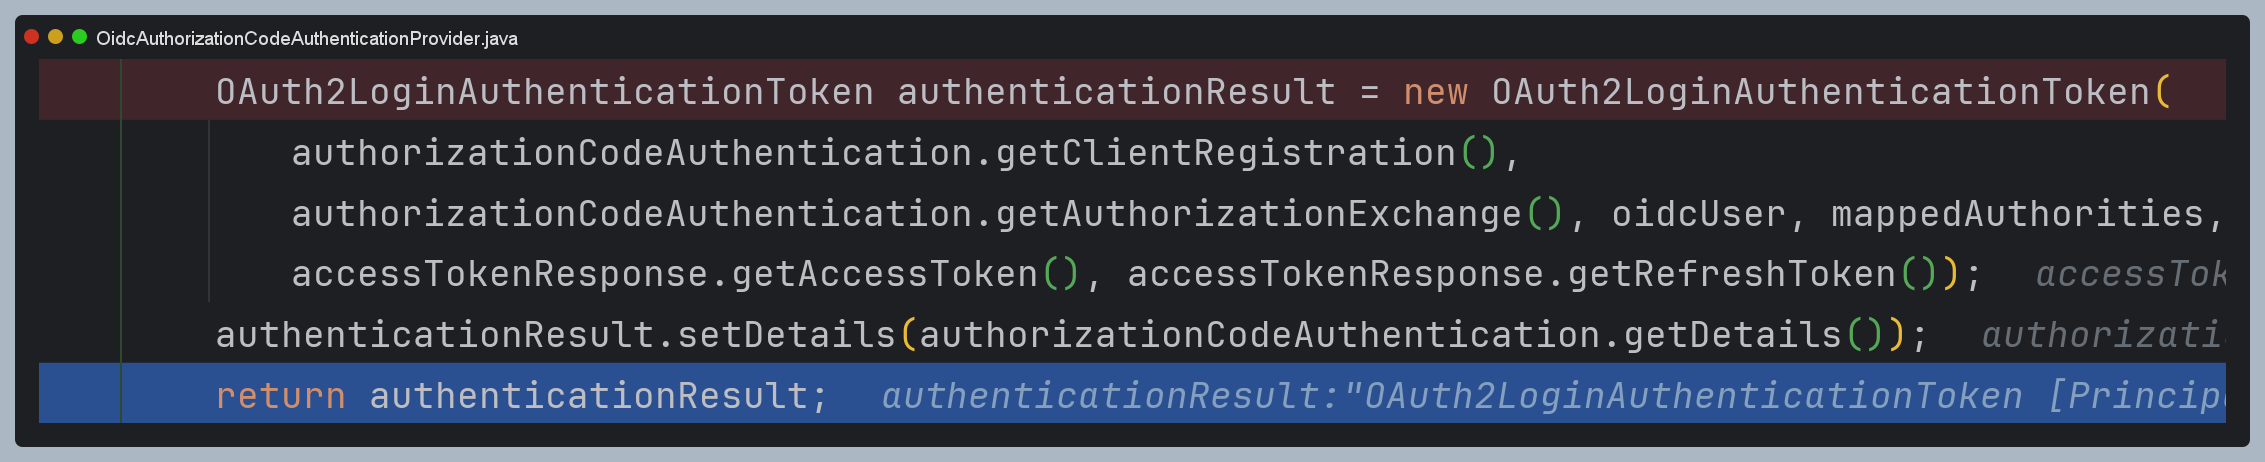 OidcAuthorizationCodeAuthenticationProvider.java
OAuth2LoginAuthenticationToken authenticationResult = new OAuth2LoginAuthenticationToken(
authorizationCodeAuthentication.getClientRegistration(),
authorizationCodeAuthentication.getAuthorizationExchange(), oidcUser, mappedAuthorities,
accessTokenResponse.getAccessToken(), accessTokenResponse.getRefreshToken()); accessTok
authenticationResult.setDetails(authorizationCodeAuthentication.getDetails()); authorizati
return authenticationResult; authenticationResult:"OAuth2LoginAuthenticationToken [Princip